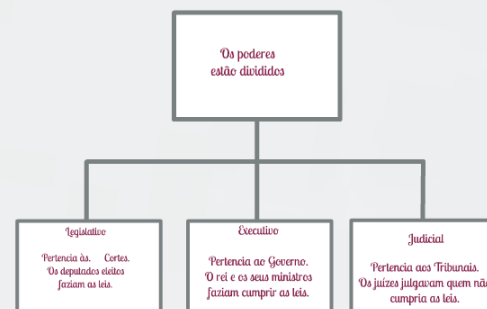 Os poderes
estão divididos
Legislativo
Pertencia às. Cortes.
Os deputados eleitos
faziam as leis.
Executivo
Pertencia ao Governo.
O rei e os seus ministros
faziam cumprir as leis.
Judicial
Pertencia aos Tribunais.
Os juízes julgavam quem não
cumpria as leis.